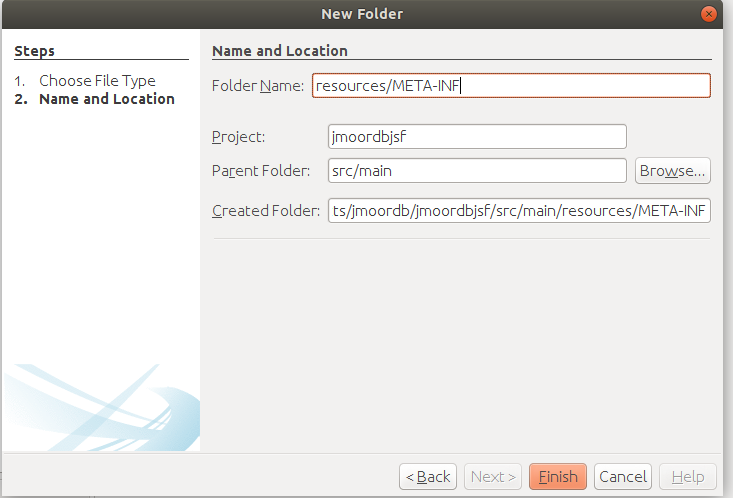 New Folder
Steps
1. Choose File Type
2. Name and Location
Name and Location
Folder Name: resources/META-INF
Project: jmoordbjsf
Parent Folder: src/main Browse...
Created Folder: ts/jmoordb/jmoordbjsf/src/main/resources/META-INF
< Back Next > Finish Cancel Help